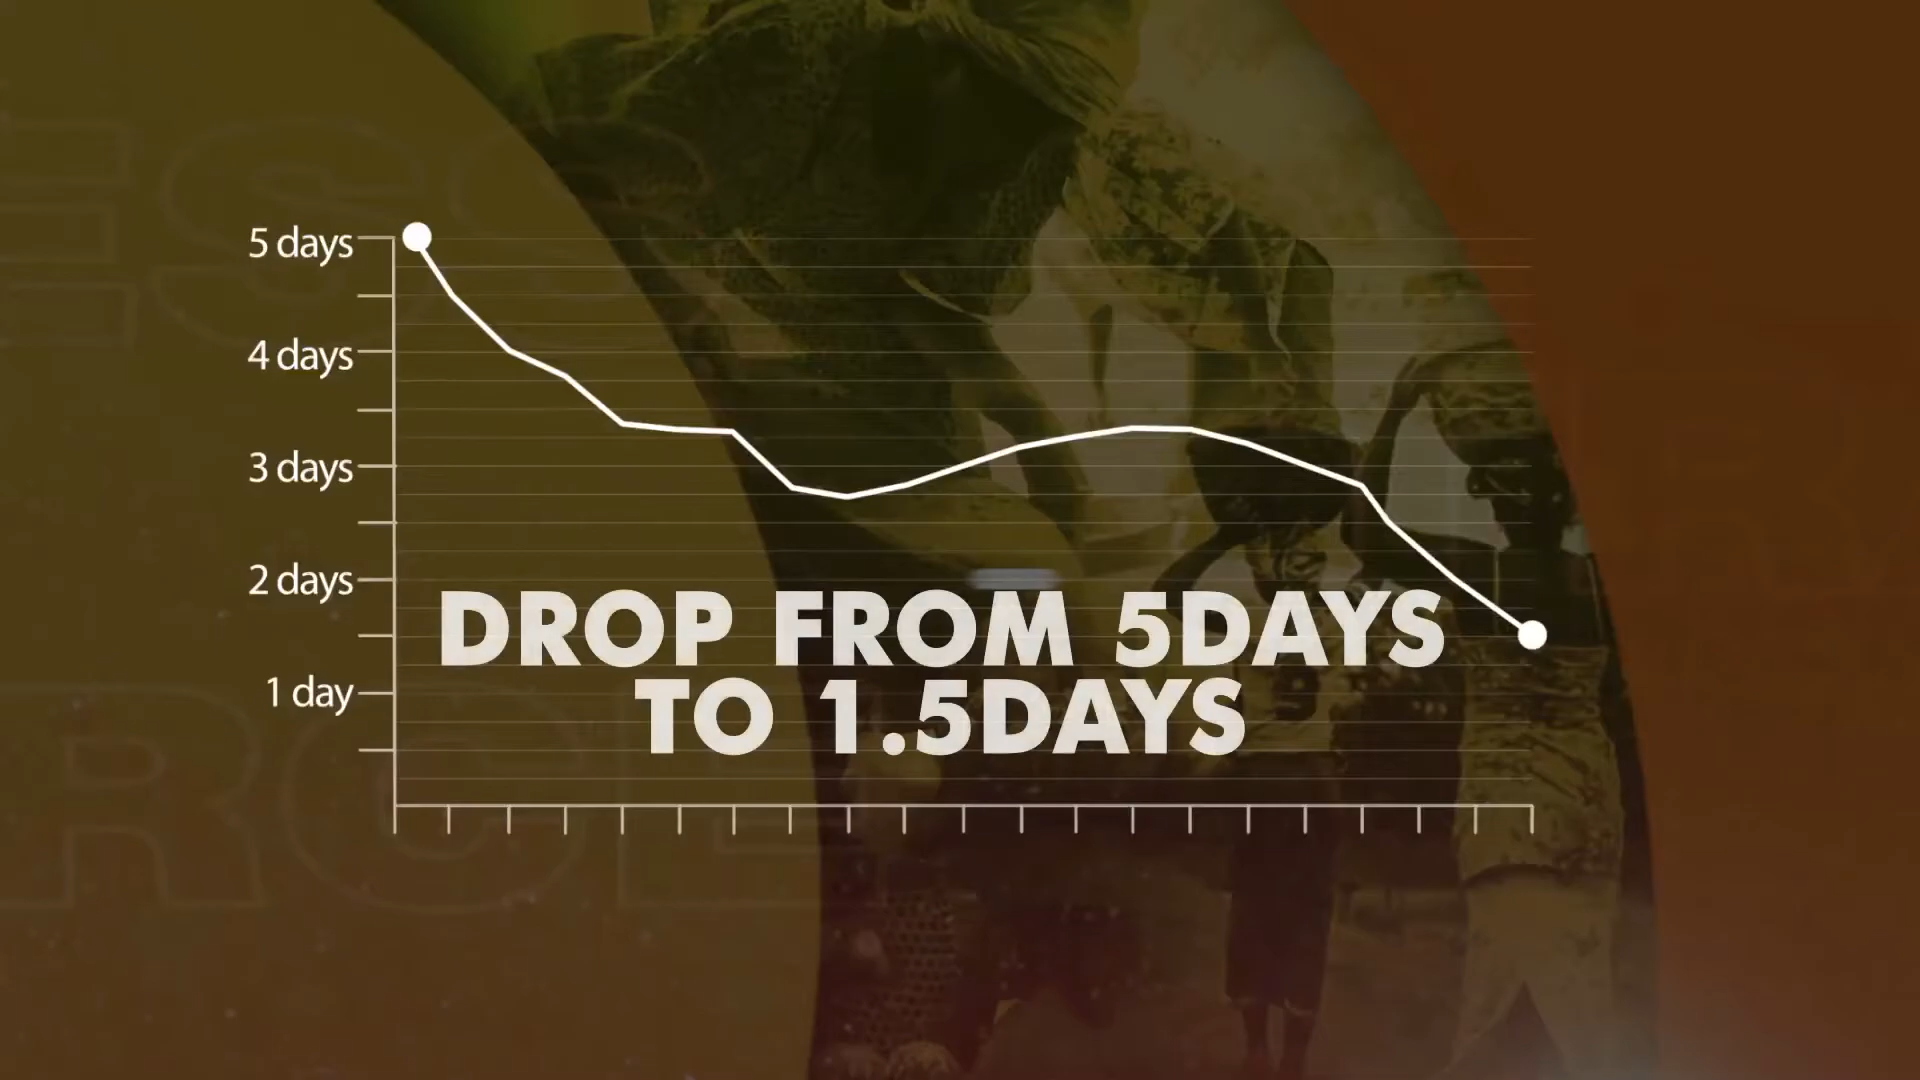 5 days
4 days
3 days
2 days
1 day
DROP FROM 5DAYS
TO 1.5DAYS